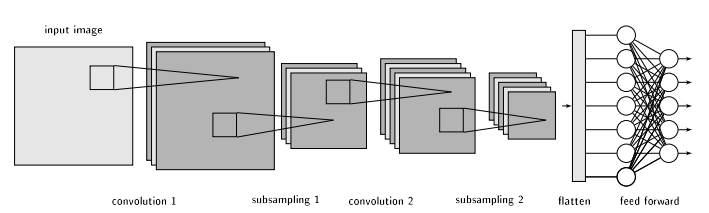 input image
convolution 1
subsampling 1
convolution 2
subsampling 2
flatten
feed forward